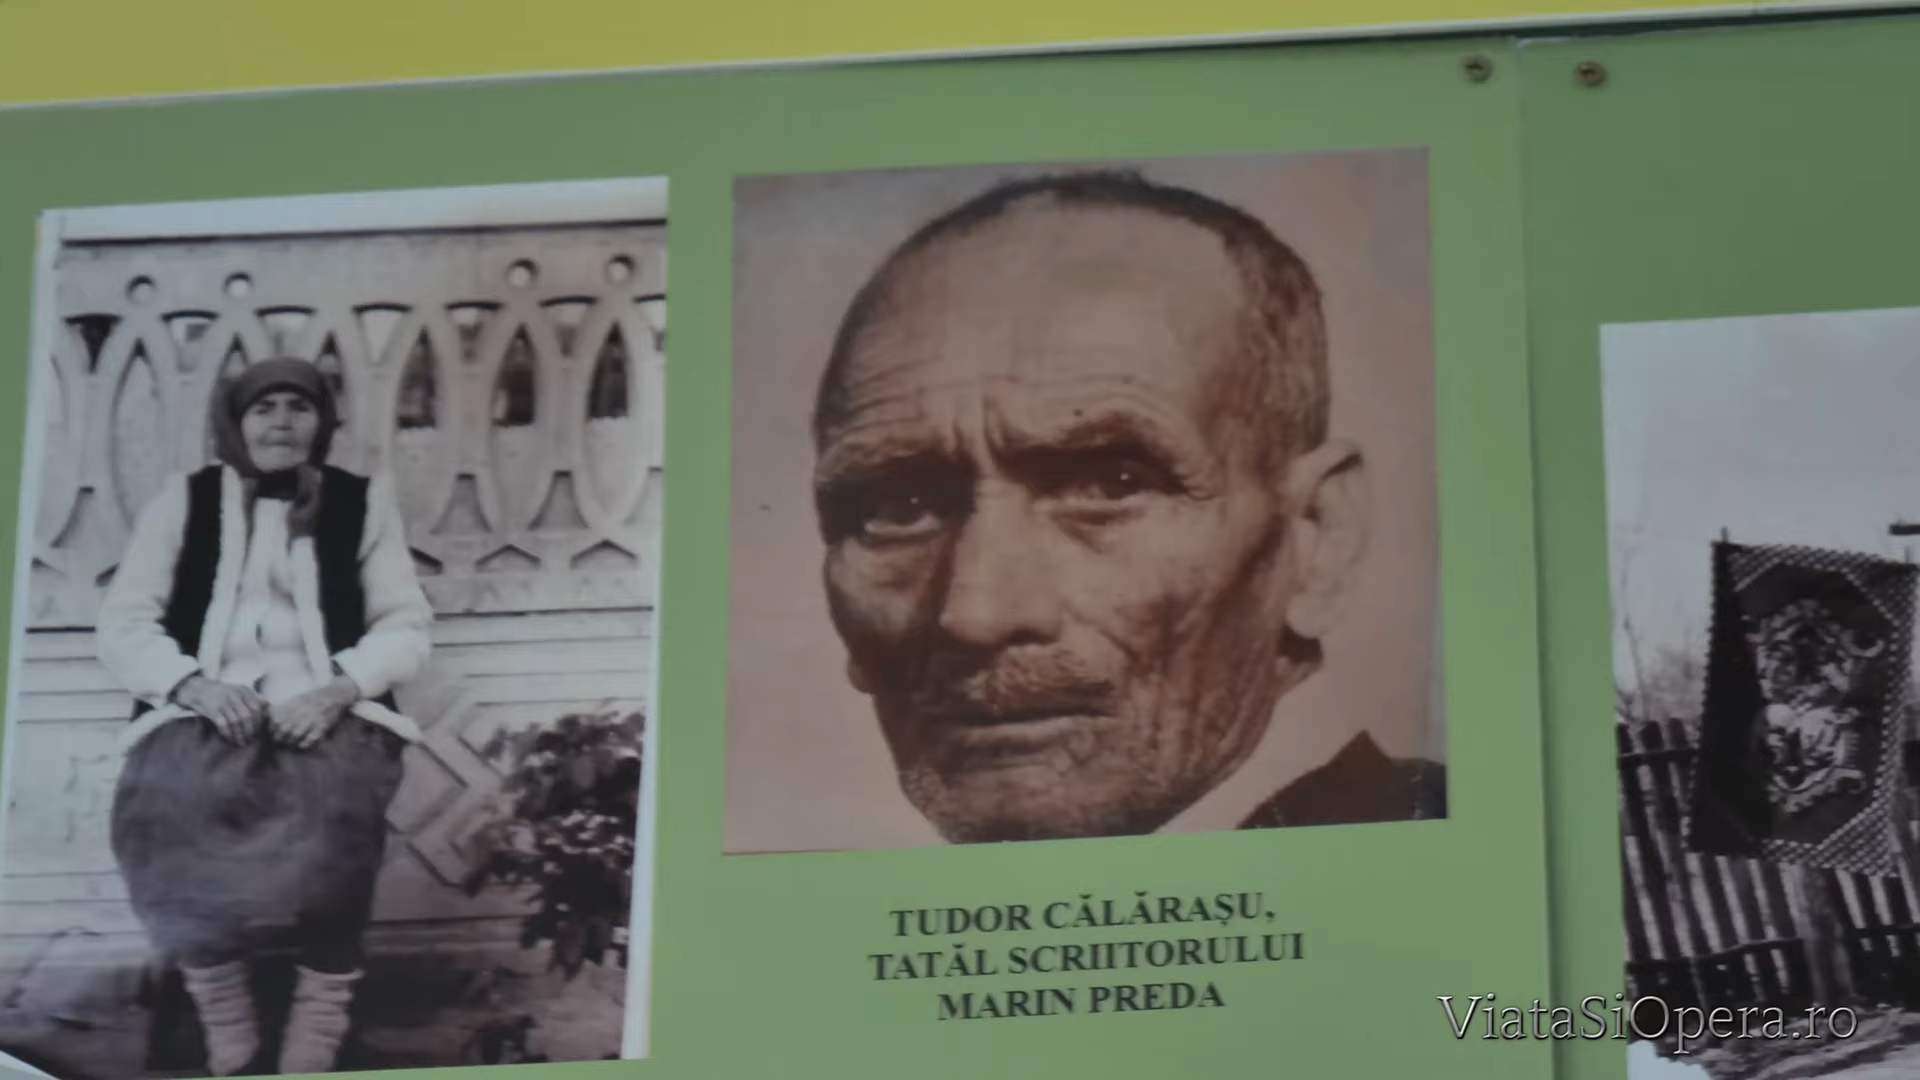 TUDOR CĂLĂRAȘU,
TATĂL SCRIITORULUI
MARIN PREDA
ViataSiOpera.ro